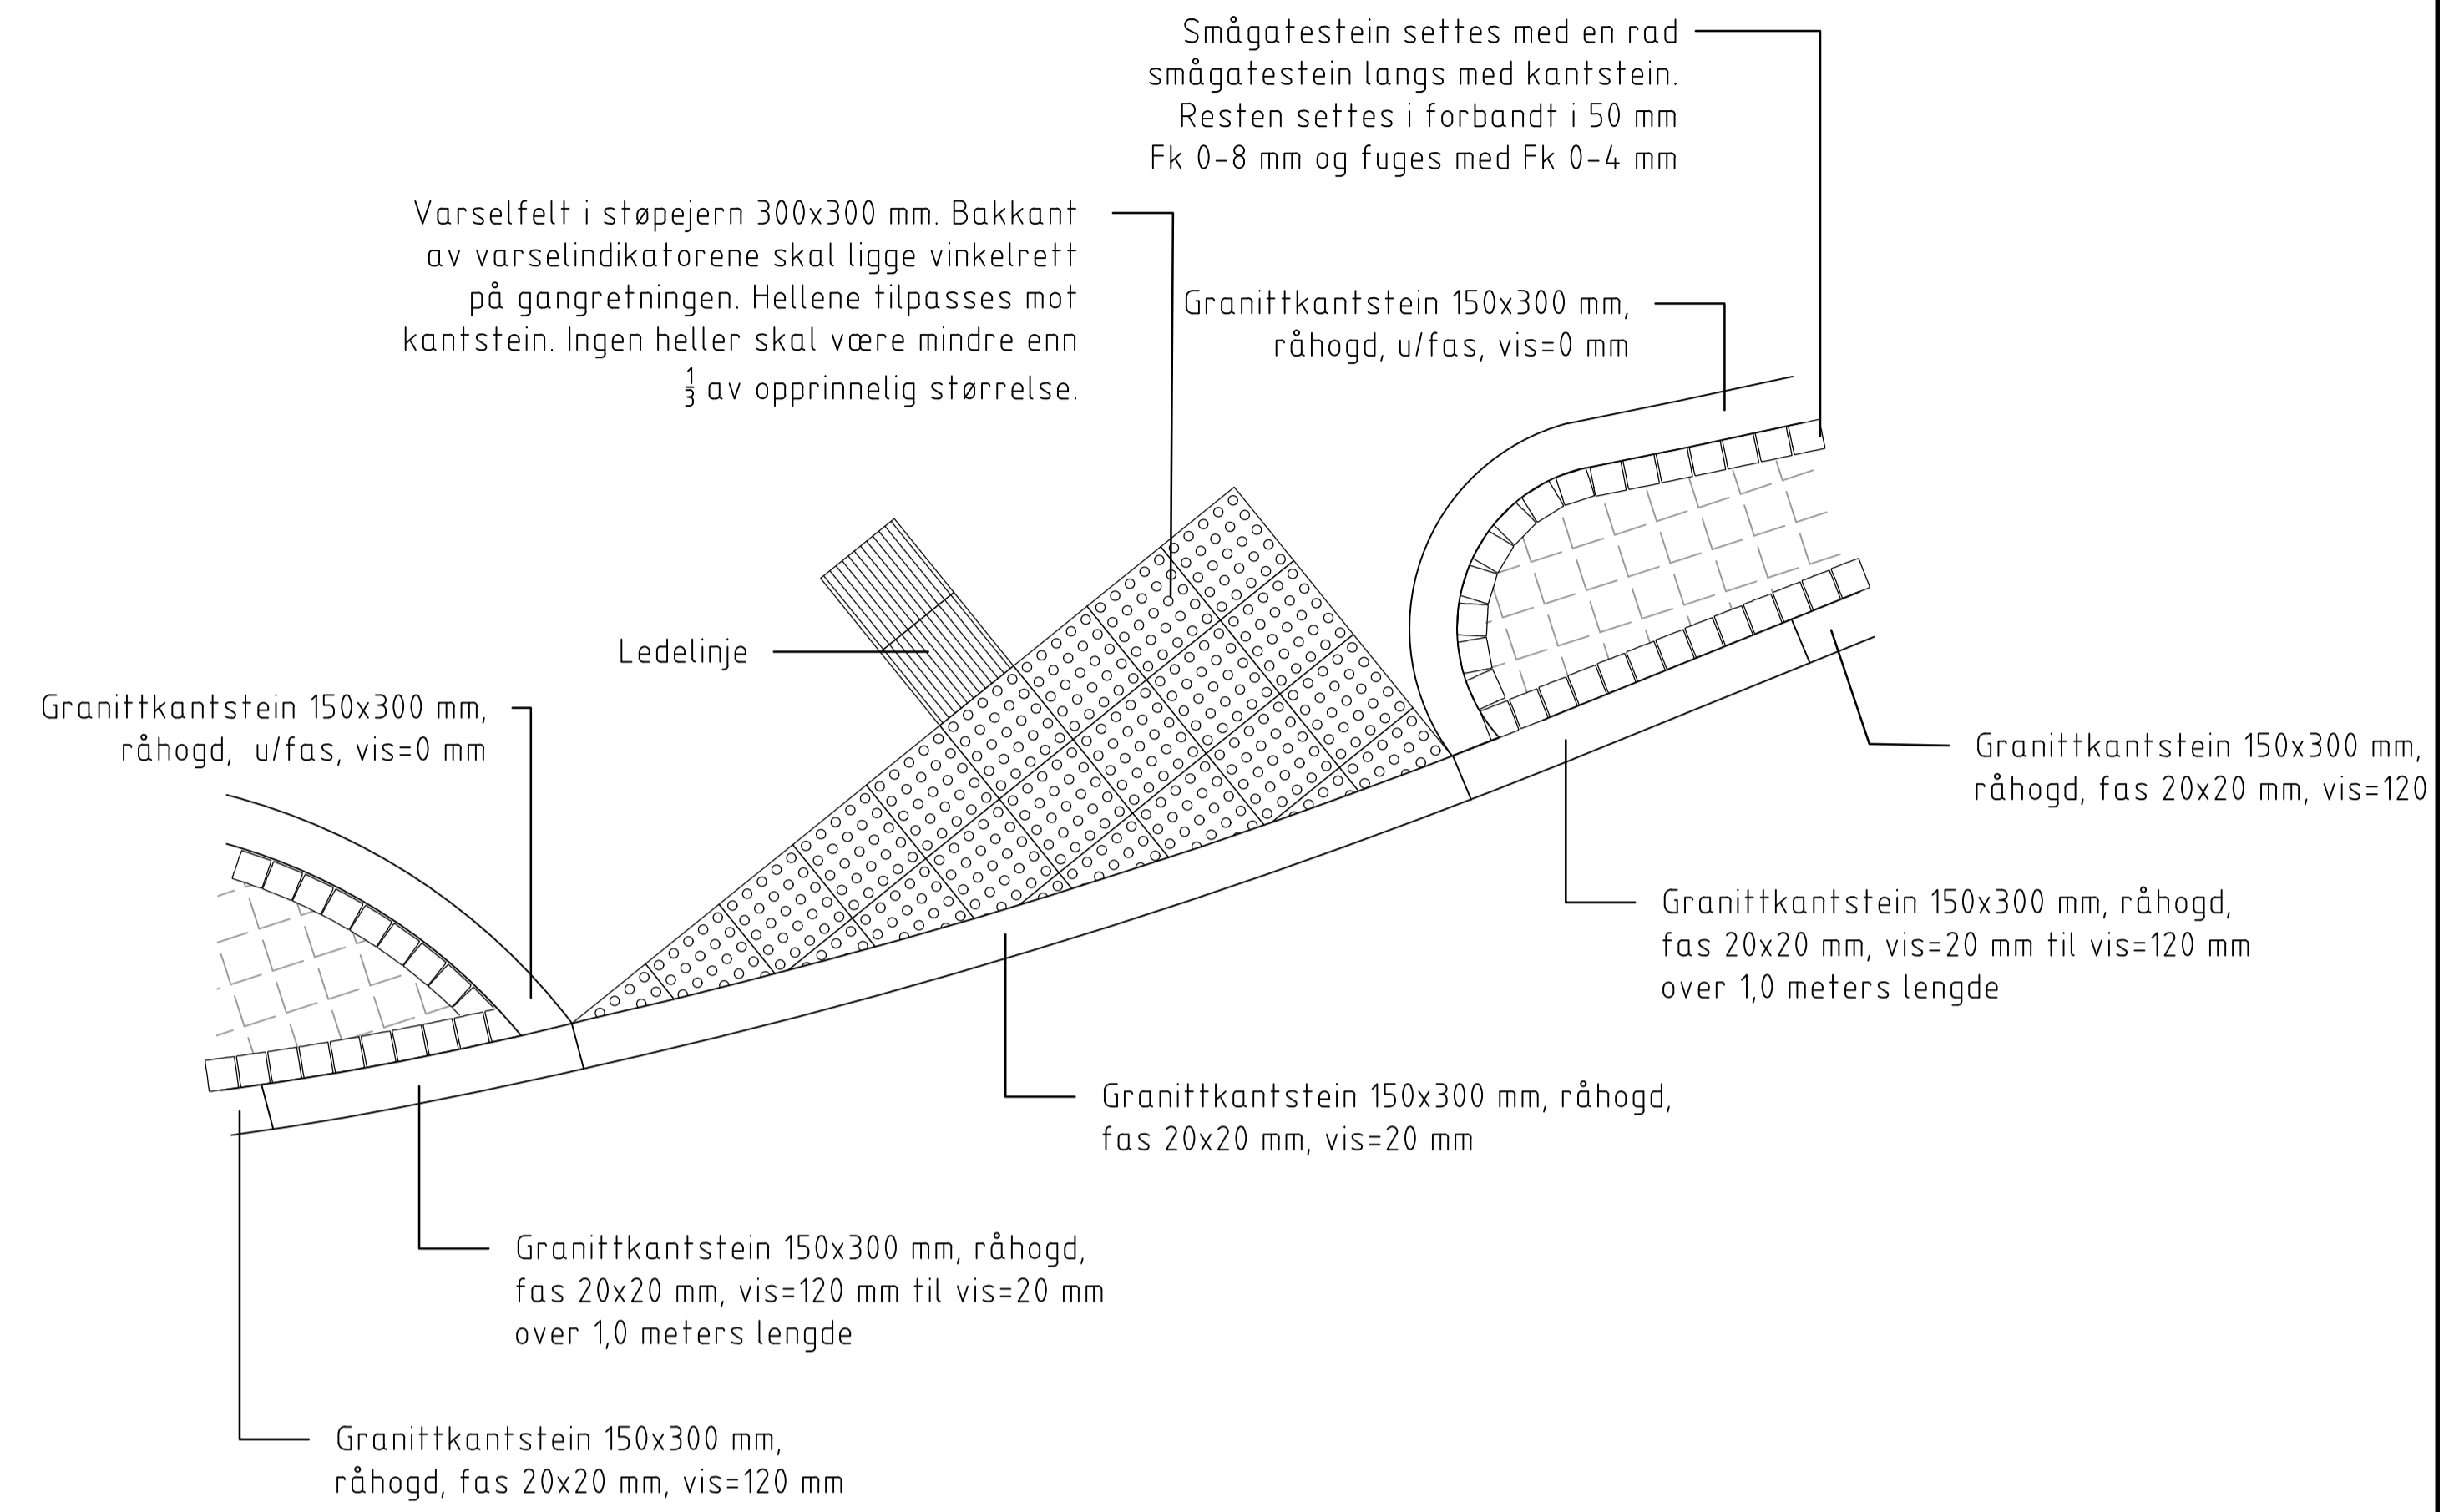 Smågatestein settes med en rad
smågatestein langs med kantstein.
Resten settes i forbandt i 50 mm
Fk 0-8 mm og fuges med Fk 0-4 mm
Varselfelt i støpejern 300x300 mm. Bakkant
av varselindikatorene skal ligge vinkelrett
på gangretningen. Hellene tilpasses mot
kantstein. Ingen heller skal være mindre enn
1/3 av opprinnelig størrelse.
Granittkantstein 150x300 mm,
råhogd, u/fas, vis=0 mm
Ledelinje
Granittkantstein 150x300 mm,
råhogd, u/fas, vis=0 mm
Granittkantstein 150x300 mm,
råhogd, fas 20x20 mm, vis=120
Granittkantstein 150x300 mm, råhogd,
fas 20x20 mm, vis=20 mm til vis=120 mm
over 1,0 meters lengde
Granittkantstein 150x300 mm, råhogd,
fas 20x20 mm, vis=20 mm
Granittkantstein 150x300 mm, råhogd,
fas 20x20 mm, vis=120 mm til vis=20 mm
over 1,0 meters lengde
Granittkantstein 150x300 mm,
råhogd, fas 20x20 mm, vis=120 mm